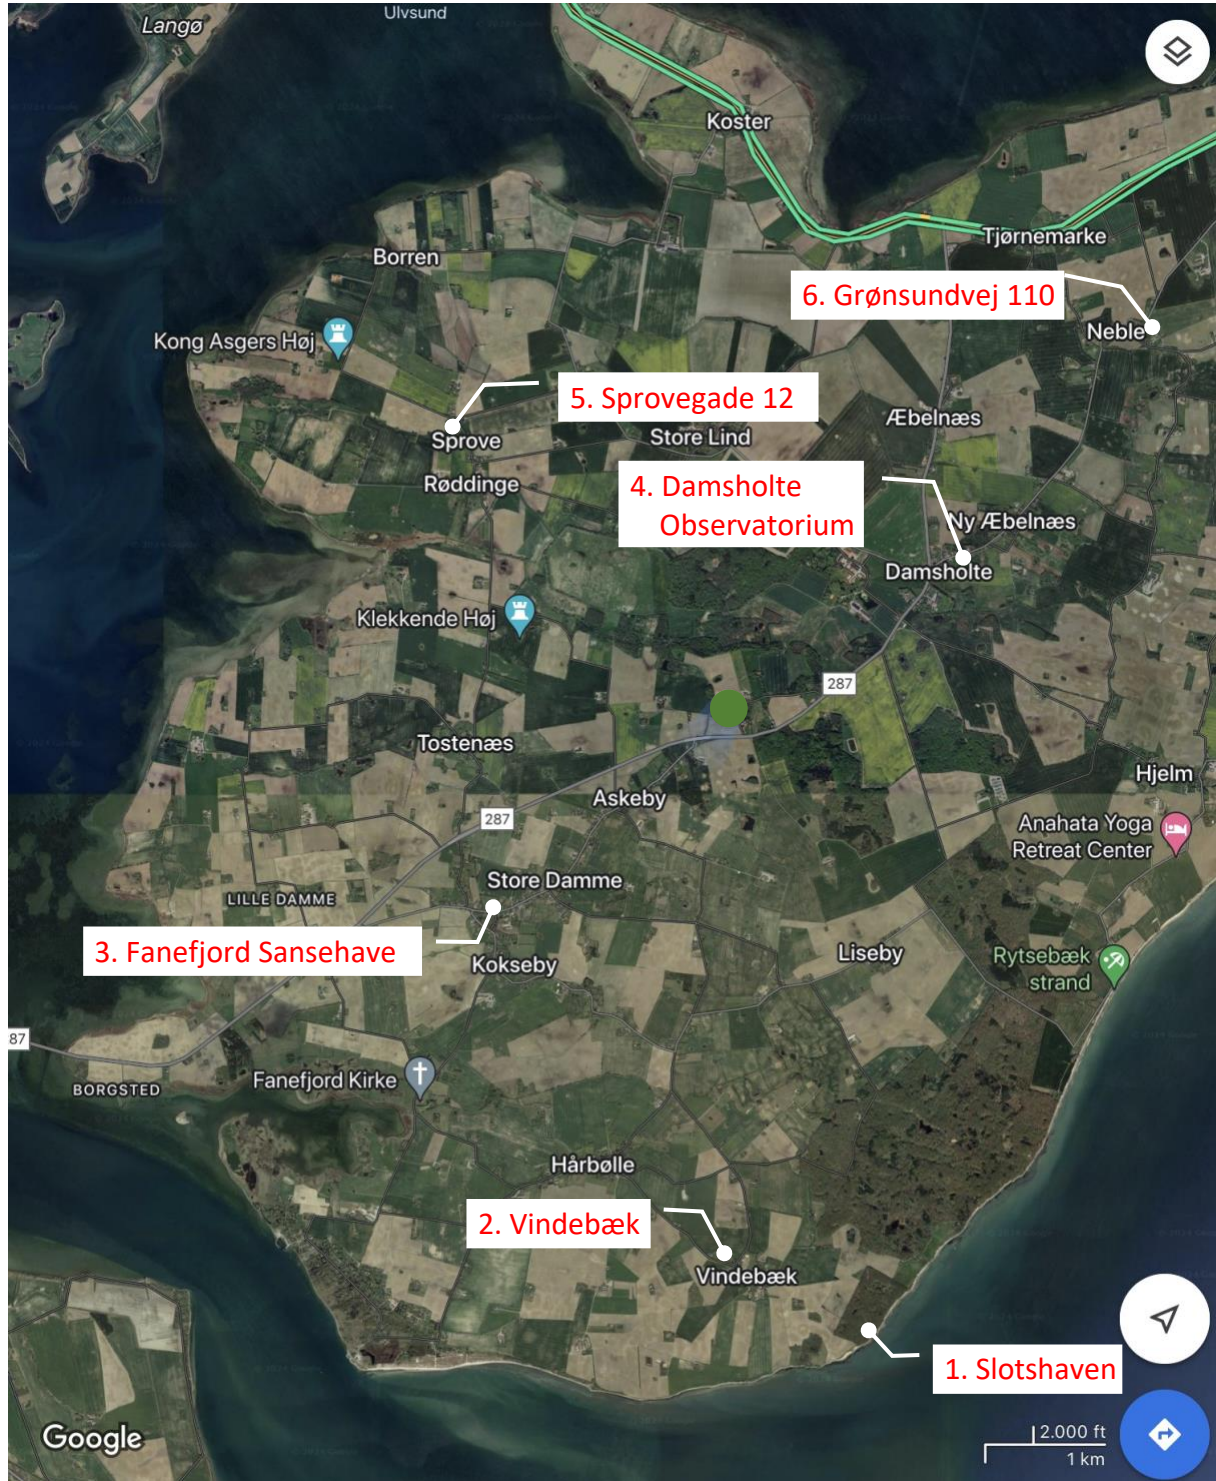 Langø
Ulvsund
Koster
Tjørnemarke
Borren
6. Grønsundvej 110
Neble
Kong Asgers Høj
5. Sprovegade 12
Æbelnæs
Sprove
Store Lind
Røddinge
4. Damsholte
Observatorium
Ny Æbelnæs
Damsholte
Klekkende Høj
287
Tostenæs
Hjelm
Askeby
287
Anahata Yoga
Retreat Center
Store Damme
LILLE DAMME
3. Fanefjord Sansehave
Kokseby
Liseby
Rytsebæk
strand
87
Fanefjord Kirke
BORGSTED
Hårbølle
2. Vindebæk
Vindebæk
1. Slotshaven
Google
2.000 ft
1 km